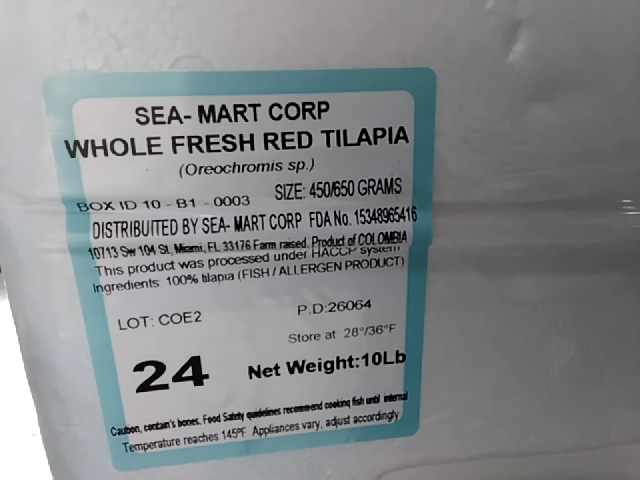 SEA- MART CORP
WHOLE FRESH RED TILAPIA
(Oreochromis sp.)
BOX ID 10 - B1 - 0003 SIZE: 450/650 GRAMS
DISTRIBUITED BY SEA- MART CORP FDA No. 15348965416
10713 Sw 104 St, Miami, FL 33176 Farm raised. Product of COLOMBIA
This product was processed under HACCP system
Ingredients: 100% tilapia (FISH / ALLERGEN PRODUCT)
LOT: COE2 P.D:26064
Store at: 28°/36°F
24 Net Weight:10Lb
Caution, contain's bones. Food Safety guidelines recommend cooking fish until internal
Temperature reaches 145ºF Appliances vary, adjust accordingly